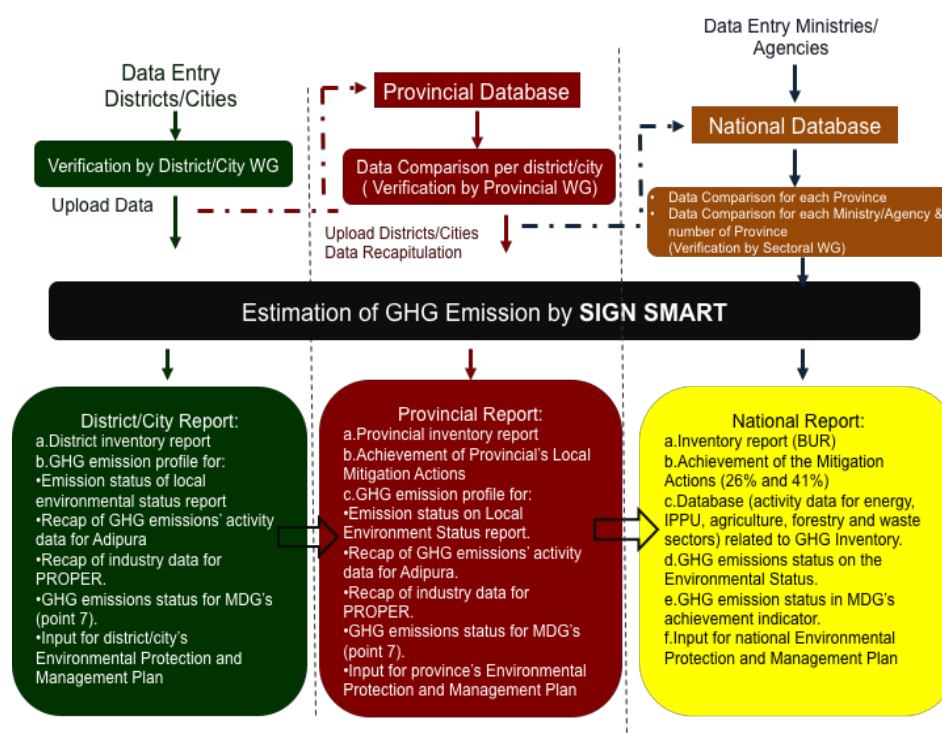 Data Entry
Districts/Cities
Verification by District/City WG
Upload Data
Provincial Database
Data Comparison per district/city
( Verification by Provincial WG)
Upload Districts/Cities
Data Recapitulation
Data Entry Ministries/
Agencies
National Database
• Data Comparison for each Province
• Data Comparison for each Ministry/Agency &
number of Province
(Verification by Sectoral WG)
Estimation of GHG Emission by SIGN SMART
District/City Report:
a.District inventory report
b.GHG emission profile for:
•Emission status of local
environmental status report
•Recap of GHG emissions' activity
data for Adipura
•Recap of industry data for
PROPER.
•GHG emissions status for MDG's
(point 7).
•Input for district/city's
Environmental Protection and
Management Plan
Provincial Report:
a.Provincial inventory report
b.Achievement of Provincial's Local
Mitigation Actions
c.GHG emission profile for:
•Emission status on Local
Environment Status report.
•Recap of GHG emissions' activity
data for Adipura.
•Recap of industry data for
PROPER.
•GHG emissions status for MDG's
(point 7).
•Input for province's Environmental
Protection and Management Plan
National Report:
a.Inventory report (BUR)
b.Achievement of the Mitigation
Actions (26% and 41%)
c.Database (activity data for energy,
IPPU, agriculture, forestry and waste
sectors) related to GHG Inventory.
d.GHG emissions status on the
Environmental Status.
e.GHG emission status in MDG's
achievement indicator.
f.Input for national Environmental
Protection and Management Plan